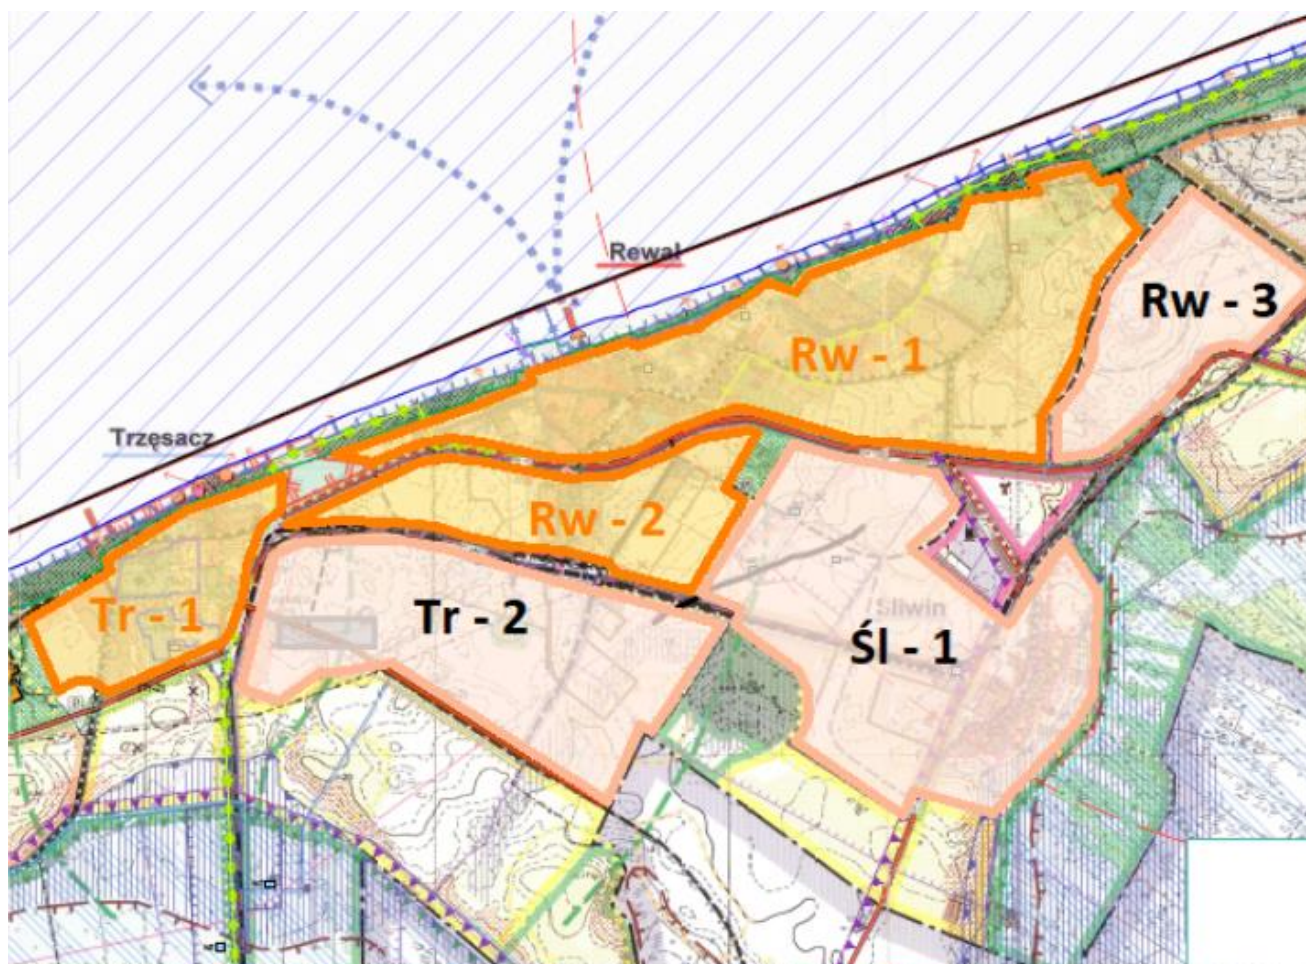 Rewal
Rw - 3
Rw - 1
Trzęsacz
Rw - 2
Tr - 1
Tr - 2
Śliwin
Śl - 1